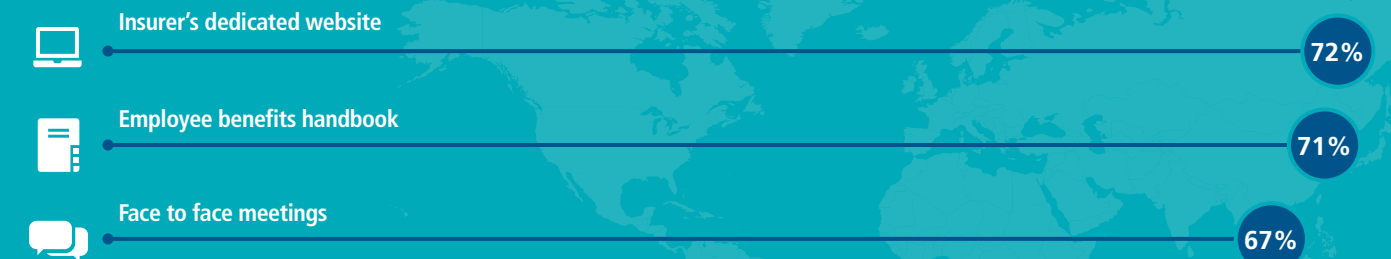 Insurer's dedicated website
72%
Employee benefits handbook
71%
Face to face meetings
67%